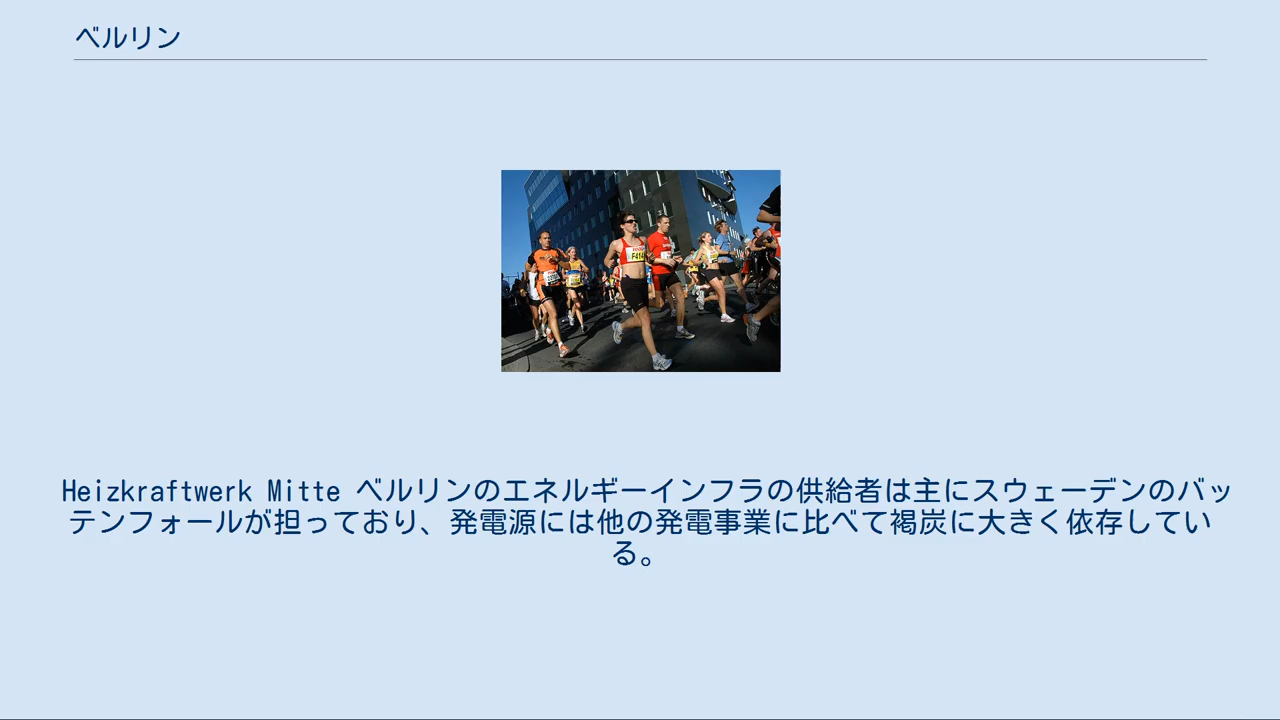 ベルリン
F414
Heizkraftwerk Mitte ベルリンのエネルギーインフラの供給者は主にスウェーデンのバッ
テンフォールが担っており、発電源には他の発電事業に比べて褐炭に大きく依存してい
る。